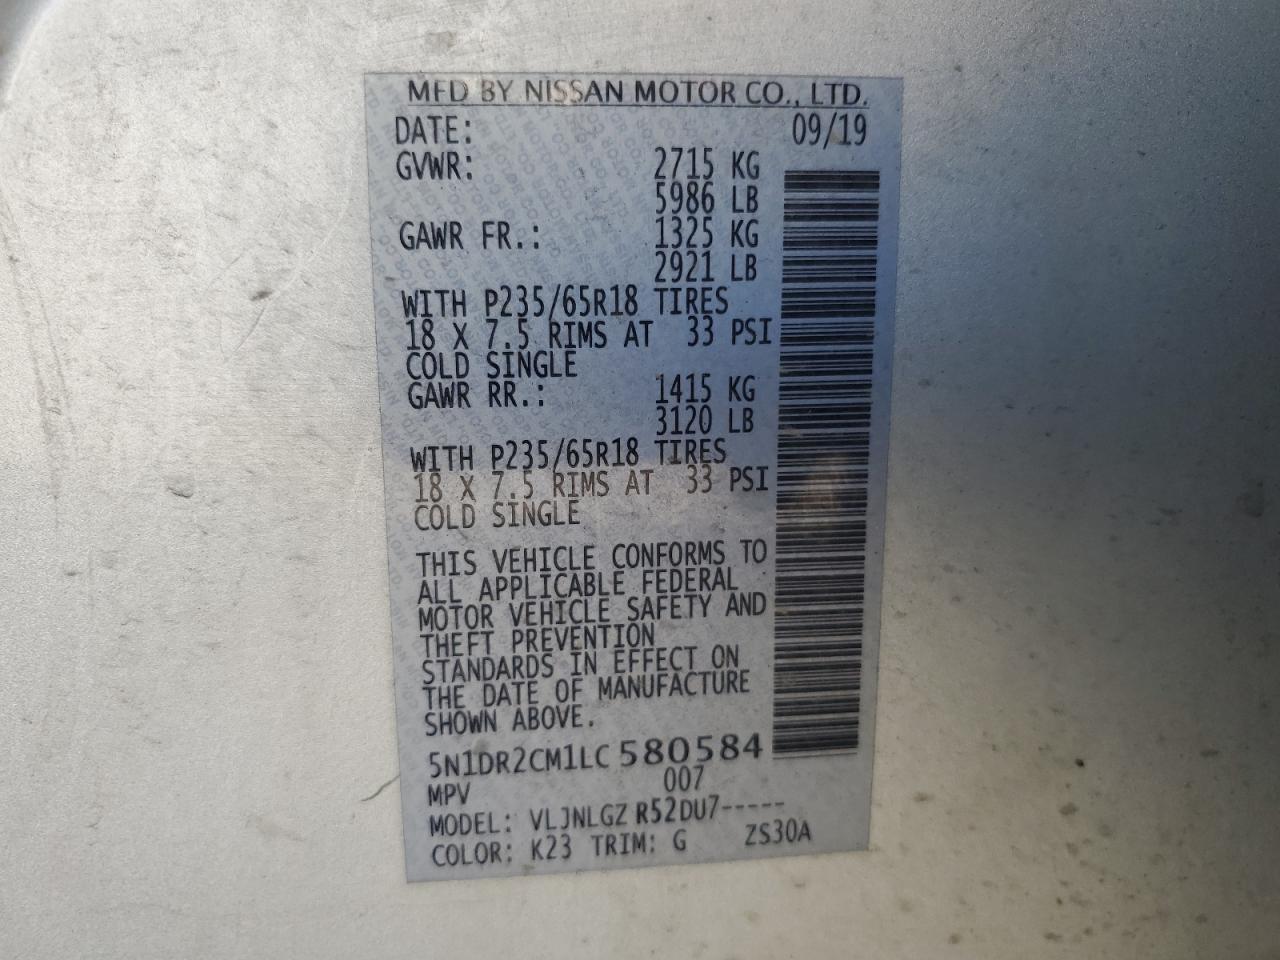 MFD BY NISSAN MOTOR CO., LTD.
DATE: 09/19
GVWR: 2715 KG
5986 LB
GAWR FR.: 1325 KG
2921 LB
WITH P235/65R18 TIRES
18 X 7.5 RIMS AT 33 PSI
COLD SINGLE
GAWR RR.: 1415 KG
3120 LB
WITH P235/65R18 TIRES
18 X 7.5 RIMS AT 33 PSI
COLD SINGLE
THIS VEHICLE CONFORMS TO
ALL APPLICABLE FEDERAL
MOTOR VEHICLE SAFETY AND
THEFT PREVENTION
STANDARDS IN EFFECT ON
THE DATE OF MANUFACTURE
SHOWN ABOVE.
5N1DR2CM1LC580584
MPV 007
MODEL: VLJNLGZ R52DU7-----
COLOR: K23 TRIM: G ZS30A